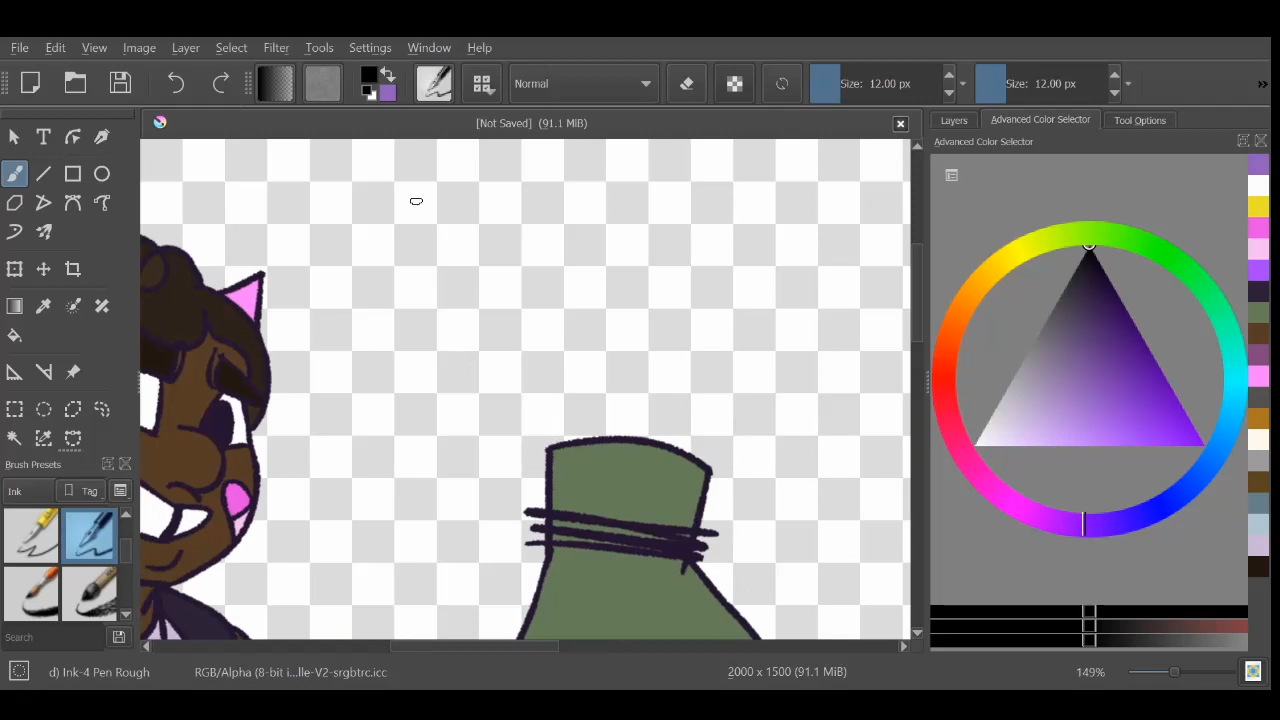 File Edit View Image Layer Select Filter Tools Settings Window Help
Normal Size: 12.00 px Size: 12.00 px »
[Not Saved] (91.1 MiB)
Layers Advanced Color Selector Tool Options
Advanced Color Selector
Brush Presets
Ink Tag
Search
d) Ink-4 Pen Rough RGB/Alpha (8-bit i...lle-V2-srgbtrc.icc 2000 x 1500 (91.1 MiB) 149%